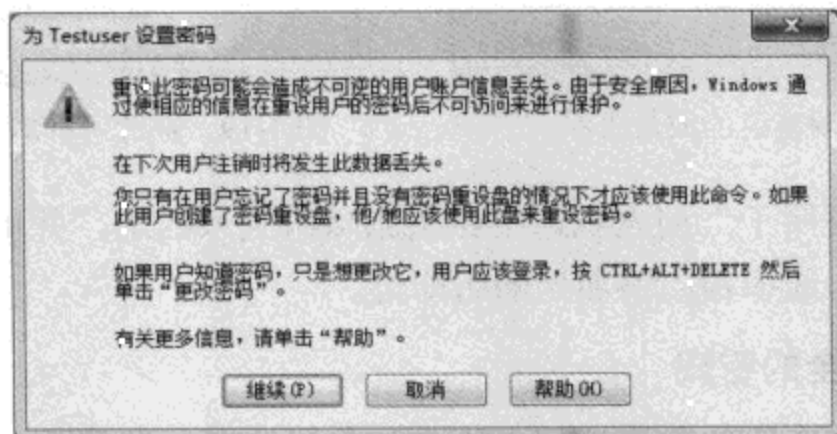 为 Testuser 设置密码
重设此密码可能会造成不可逆的用户账户信息丢失。由于安全原因，Windows 通
过使相应的信息在重设用户的密码后不可访问来进行保护。
在下次用户注销时将发生此数据丢失。
您只有在用户忘记了密码并且没有密码重设盘的情况下才应该使用此命令。如果
此用户创建了密码重设盘，他/她应该使用此盘来重设密码。
如果用户知道密码，只是想更改它，用户应该登录，按 CTRL+ALT+DELETE 然后
单击“更改密码”。
有关更多信息，请单击“帮助”。
继续(P) 取消 帮助(H)